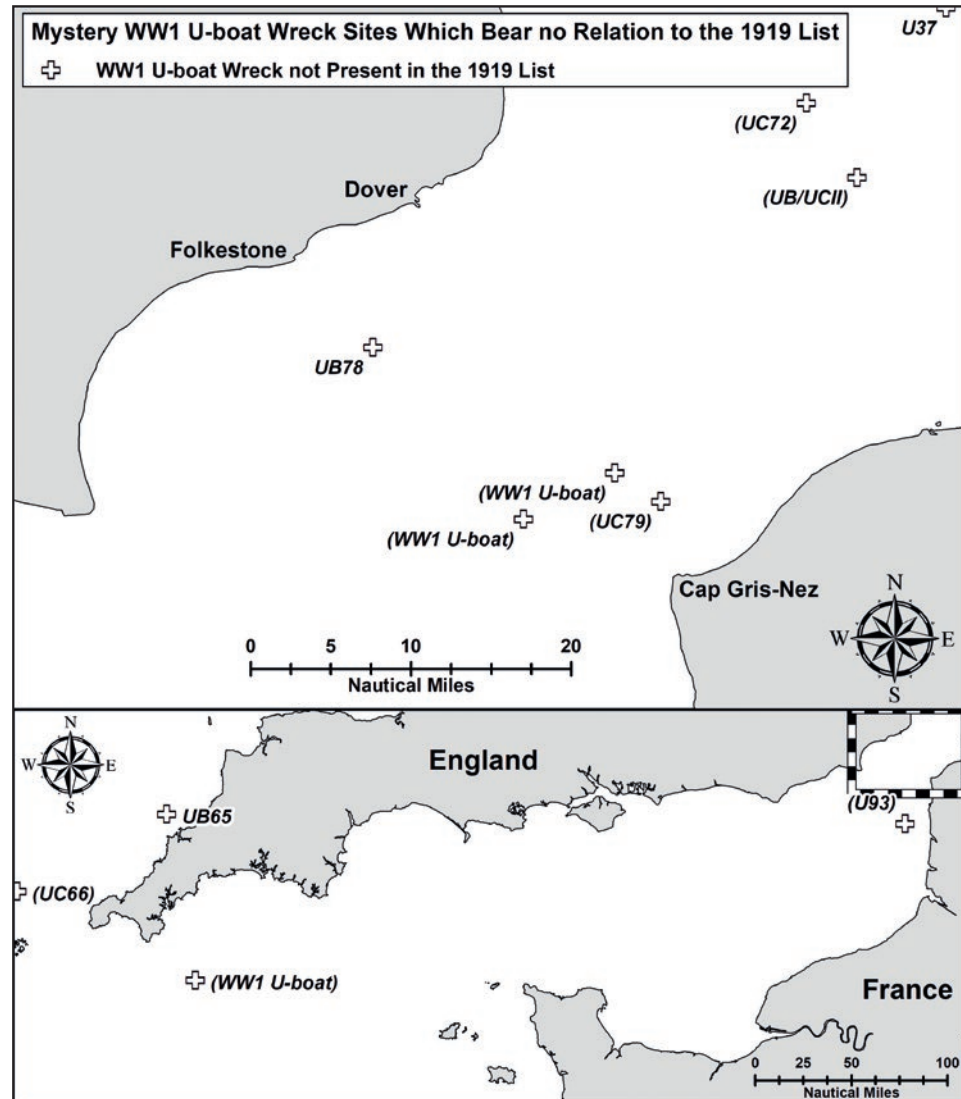 Mystery WW1 U-boat Wreck Sites Which Bear no Relation to the 1919 List
WW1 U-boat Wreck not Present in the 1919 List
U37
(UC72)
Dover
(UB/UCII)
Folkestone
UB78
(WW1 U-boat)
(UC79)
(WW1 U-boat)
Cap Gris-Nez
N
W E
S
0 5 10 20
Nautical Miles
N
W E
S
England
(U93)
UB65
(UC66)
(WW1 U-boat)
France
0 25 50 100
Nautical Miles